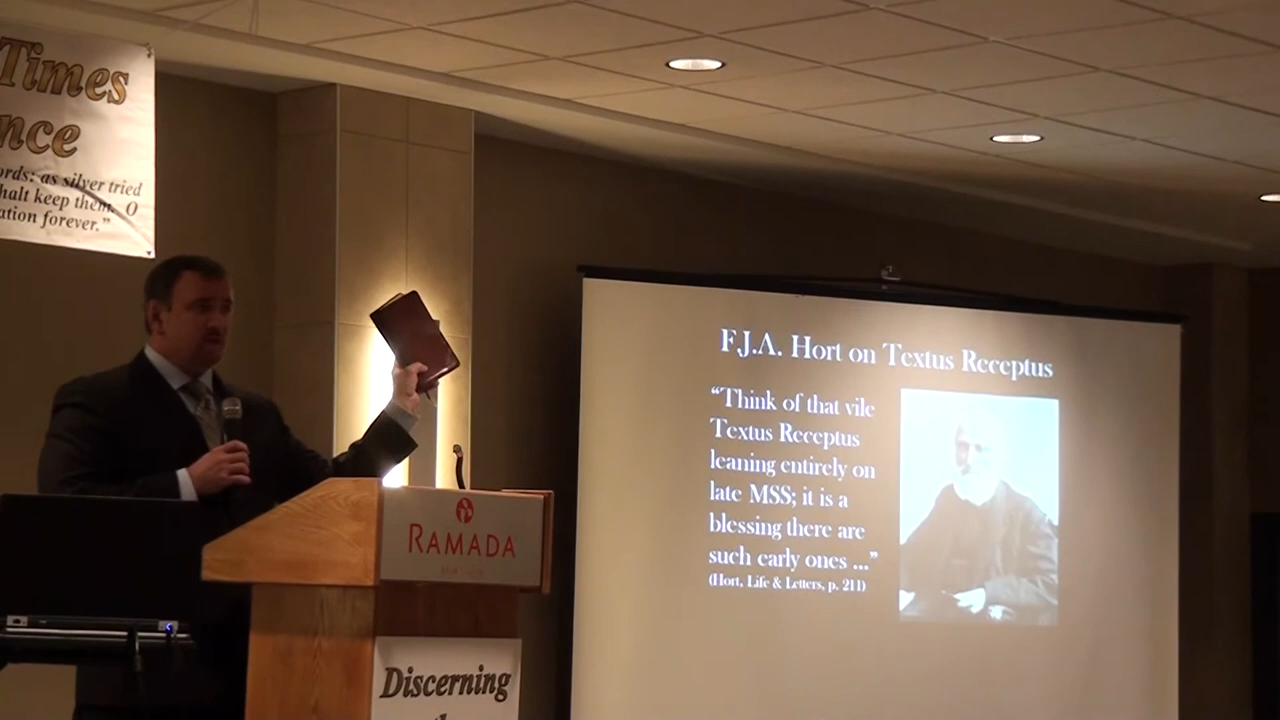 Times
nce
ords: as silver tried
halt keep them, O
ation forever."
RAMADA
Discerning
F.J.A. Hort on Textus Receptus
"Think of that vile
Textus Receptus
leaning entirely on
late MSS; it is a
blessing there are
such early ones ..."
(Hort, Life & Letters, p. 211)